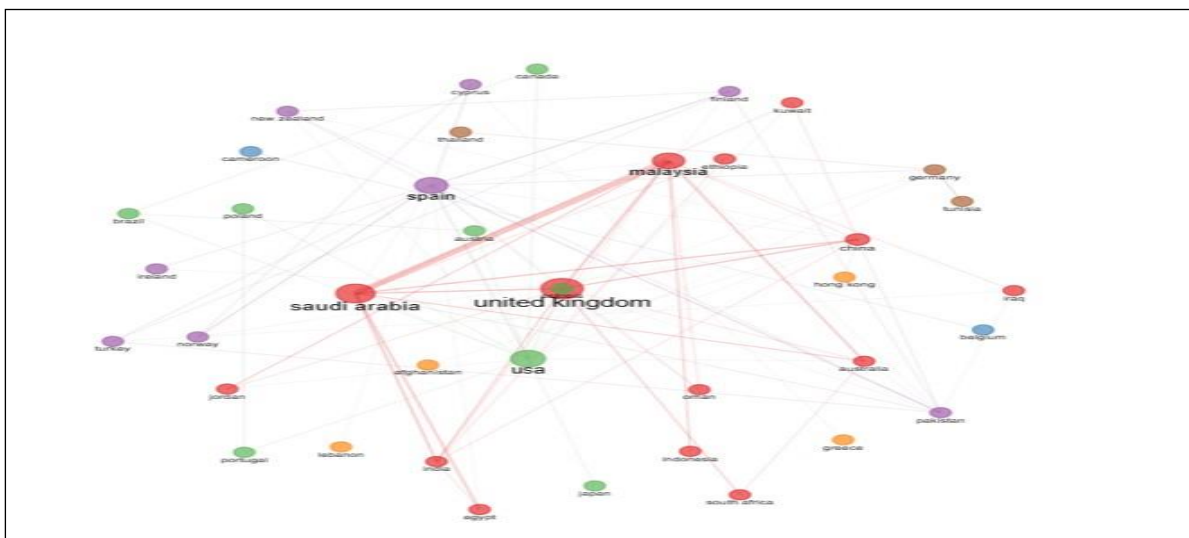 canada
cyprus
finland
kuwait
new zealand
thailand
cameroon
ethiopia
malaysia
germany
spain
tunisia
brazil
poland
austria
china
ireland
hong kong
iraq
saudi arabia
united kingdom
belgium
turkey
norway
afghanistan
usa
australia
jordan
oman
pakistan
greece
portugal
lebanon
india
indonesia
japan
south africa
egypt